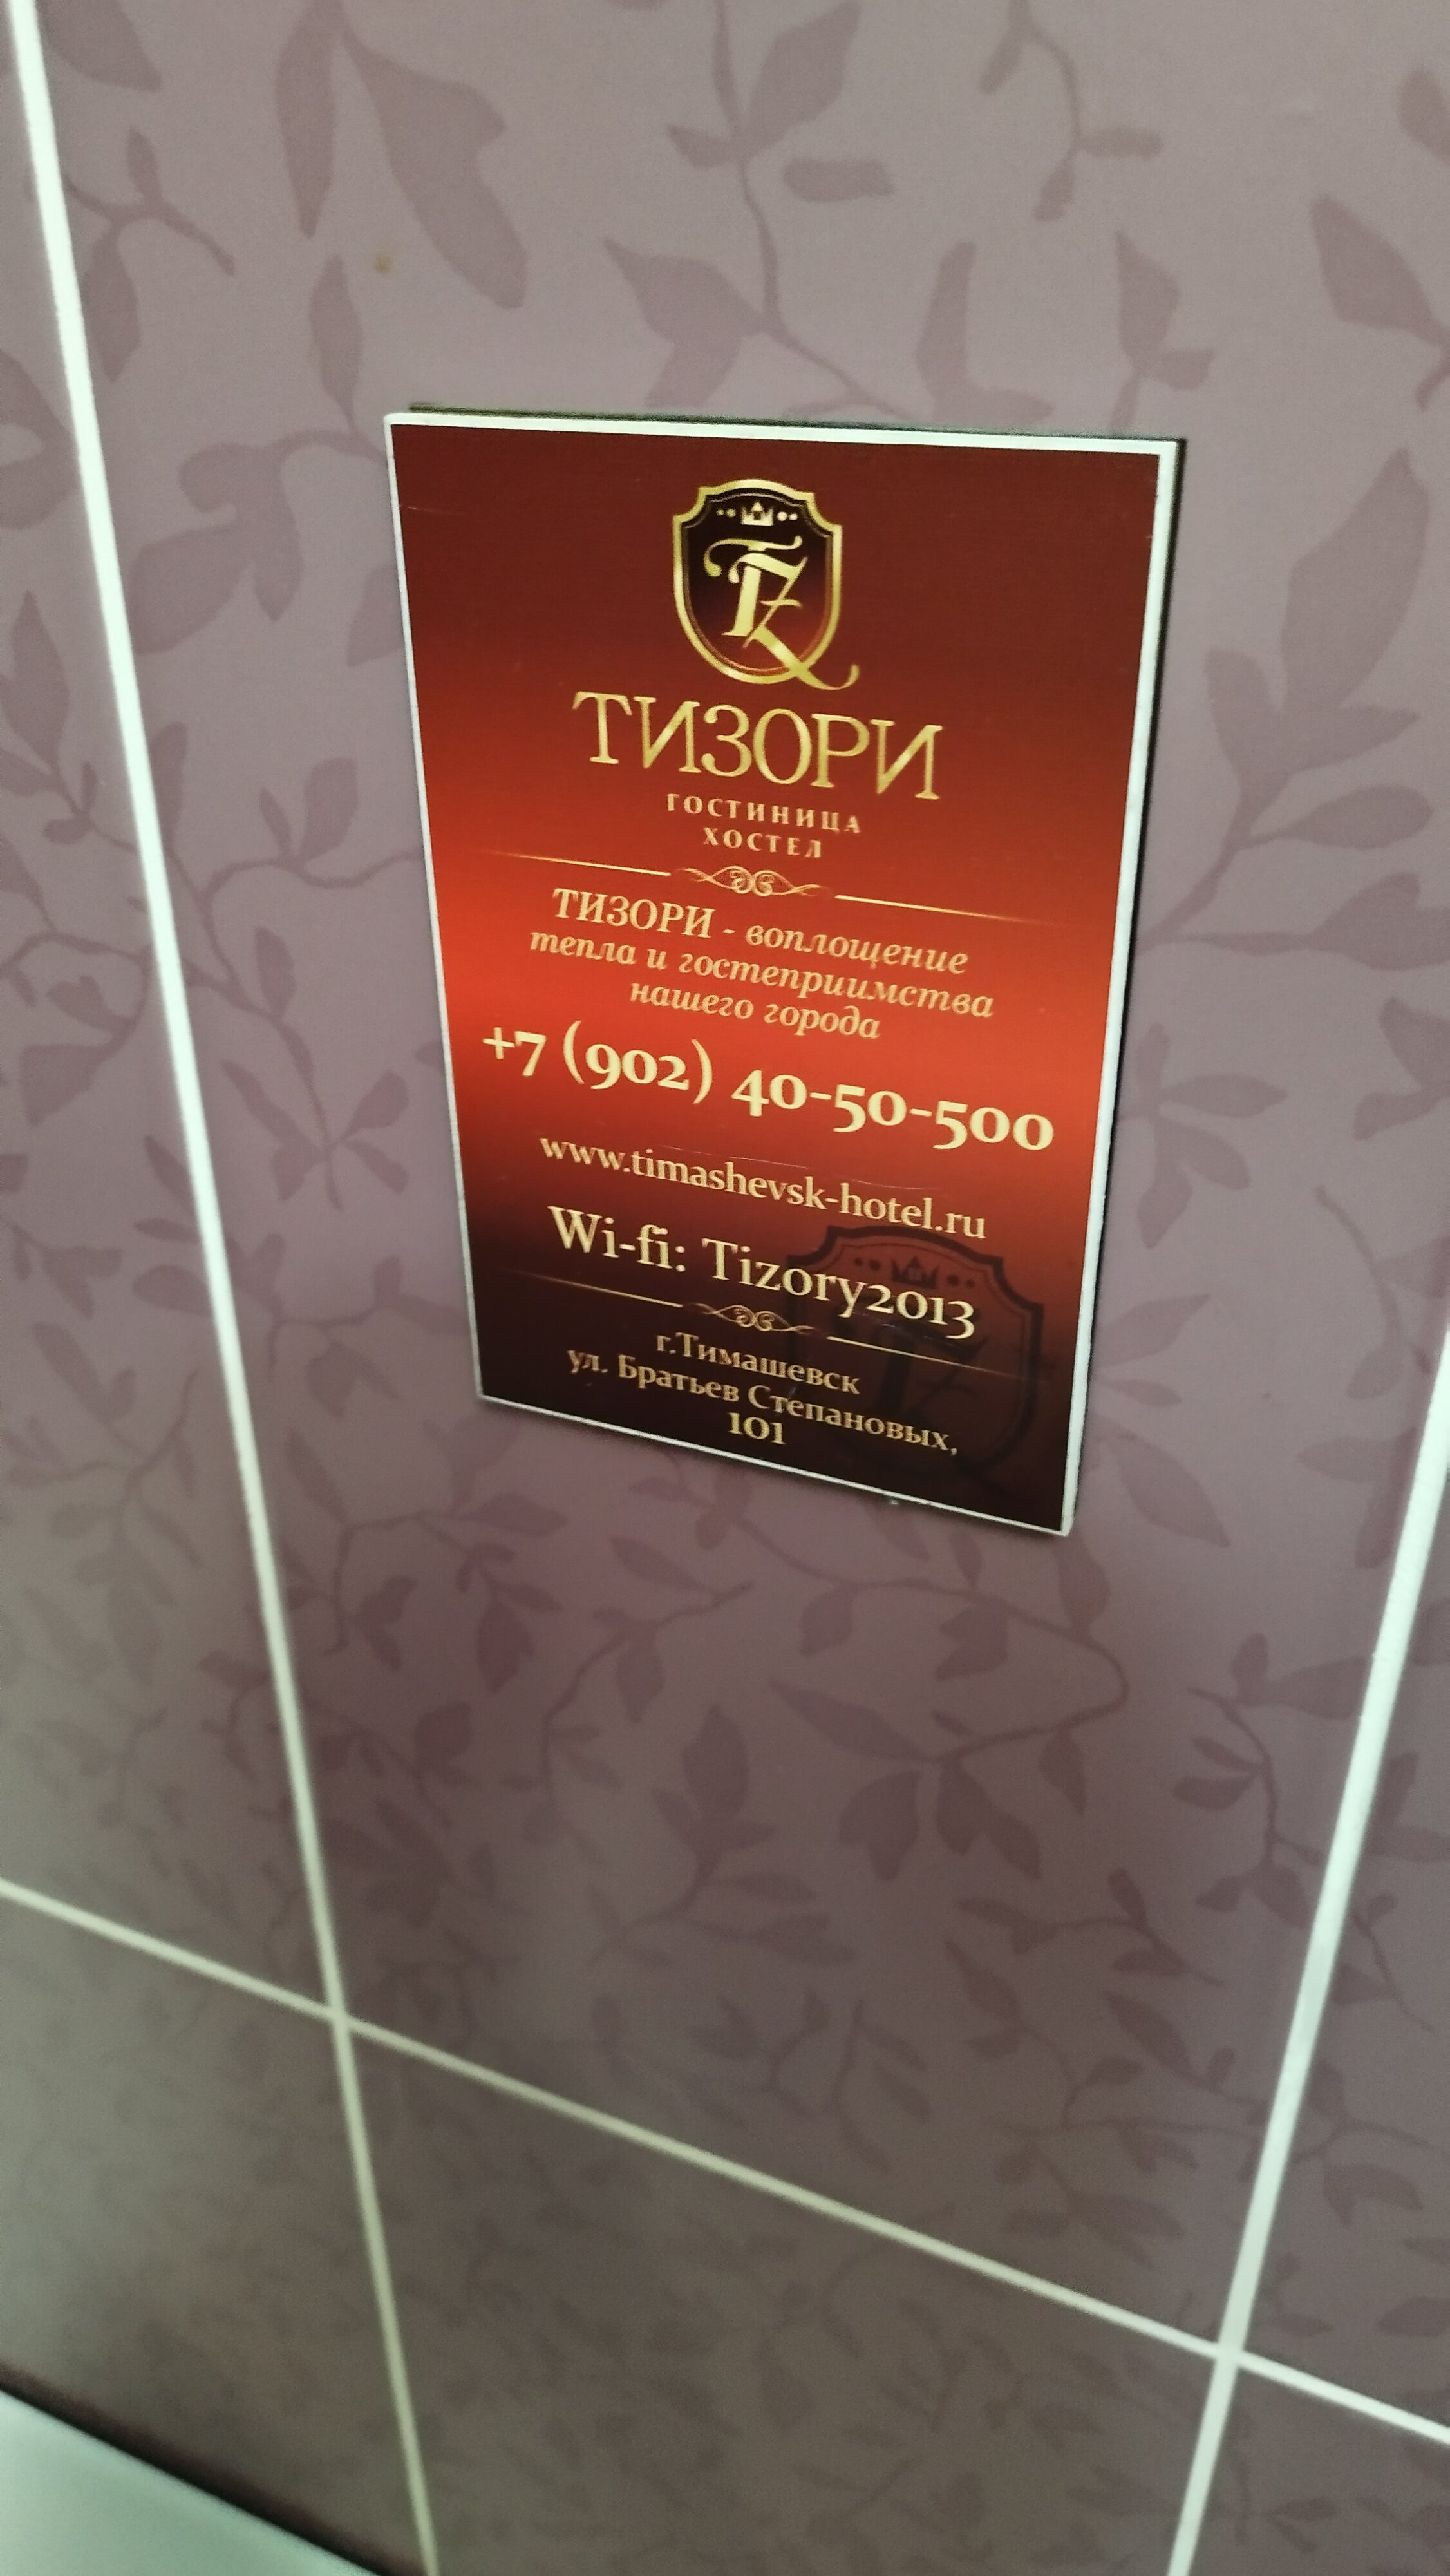 TZ
ТИЗОРИ
ГОСТИНИЦА
ХОСТЕЛ
ТИЗОРИ - воплощение
тепла и гостеприимства
нашего города
+7 (902) 40-50-500
www.timashevsk-hotel.ru
Wi-fi: Tizory2013
г.Тимашевск
ул. Братьев Степановых,
101